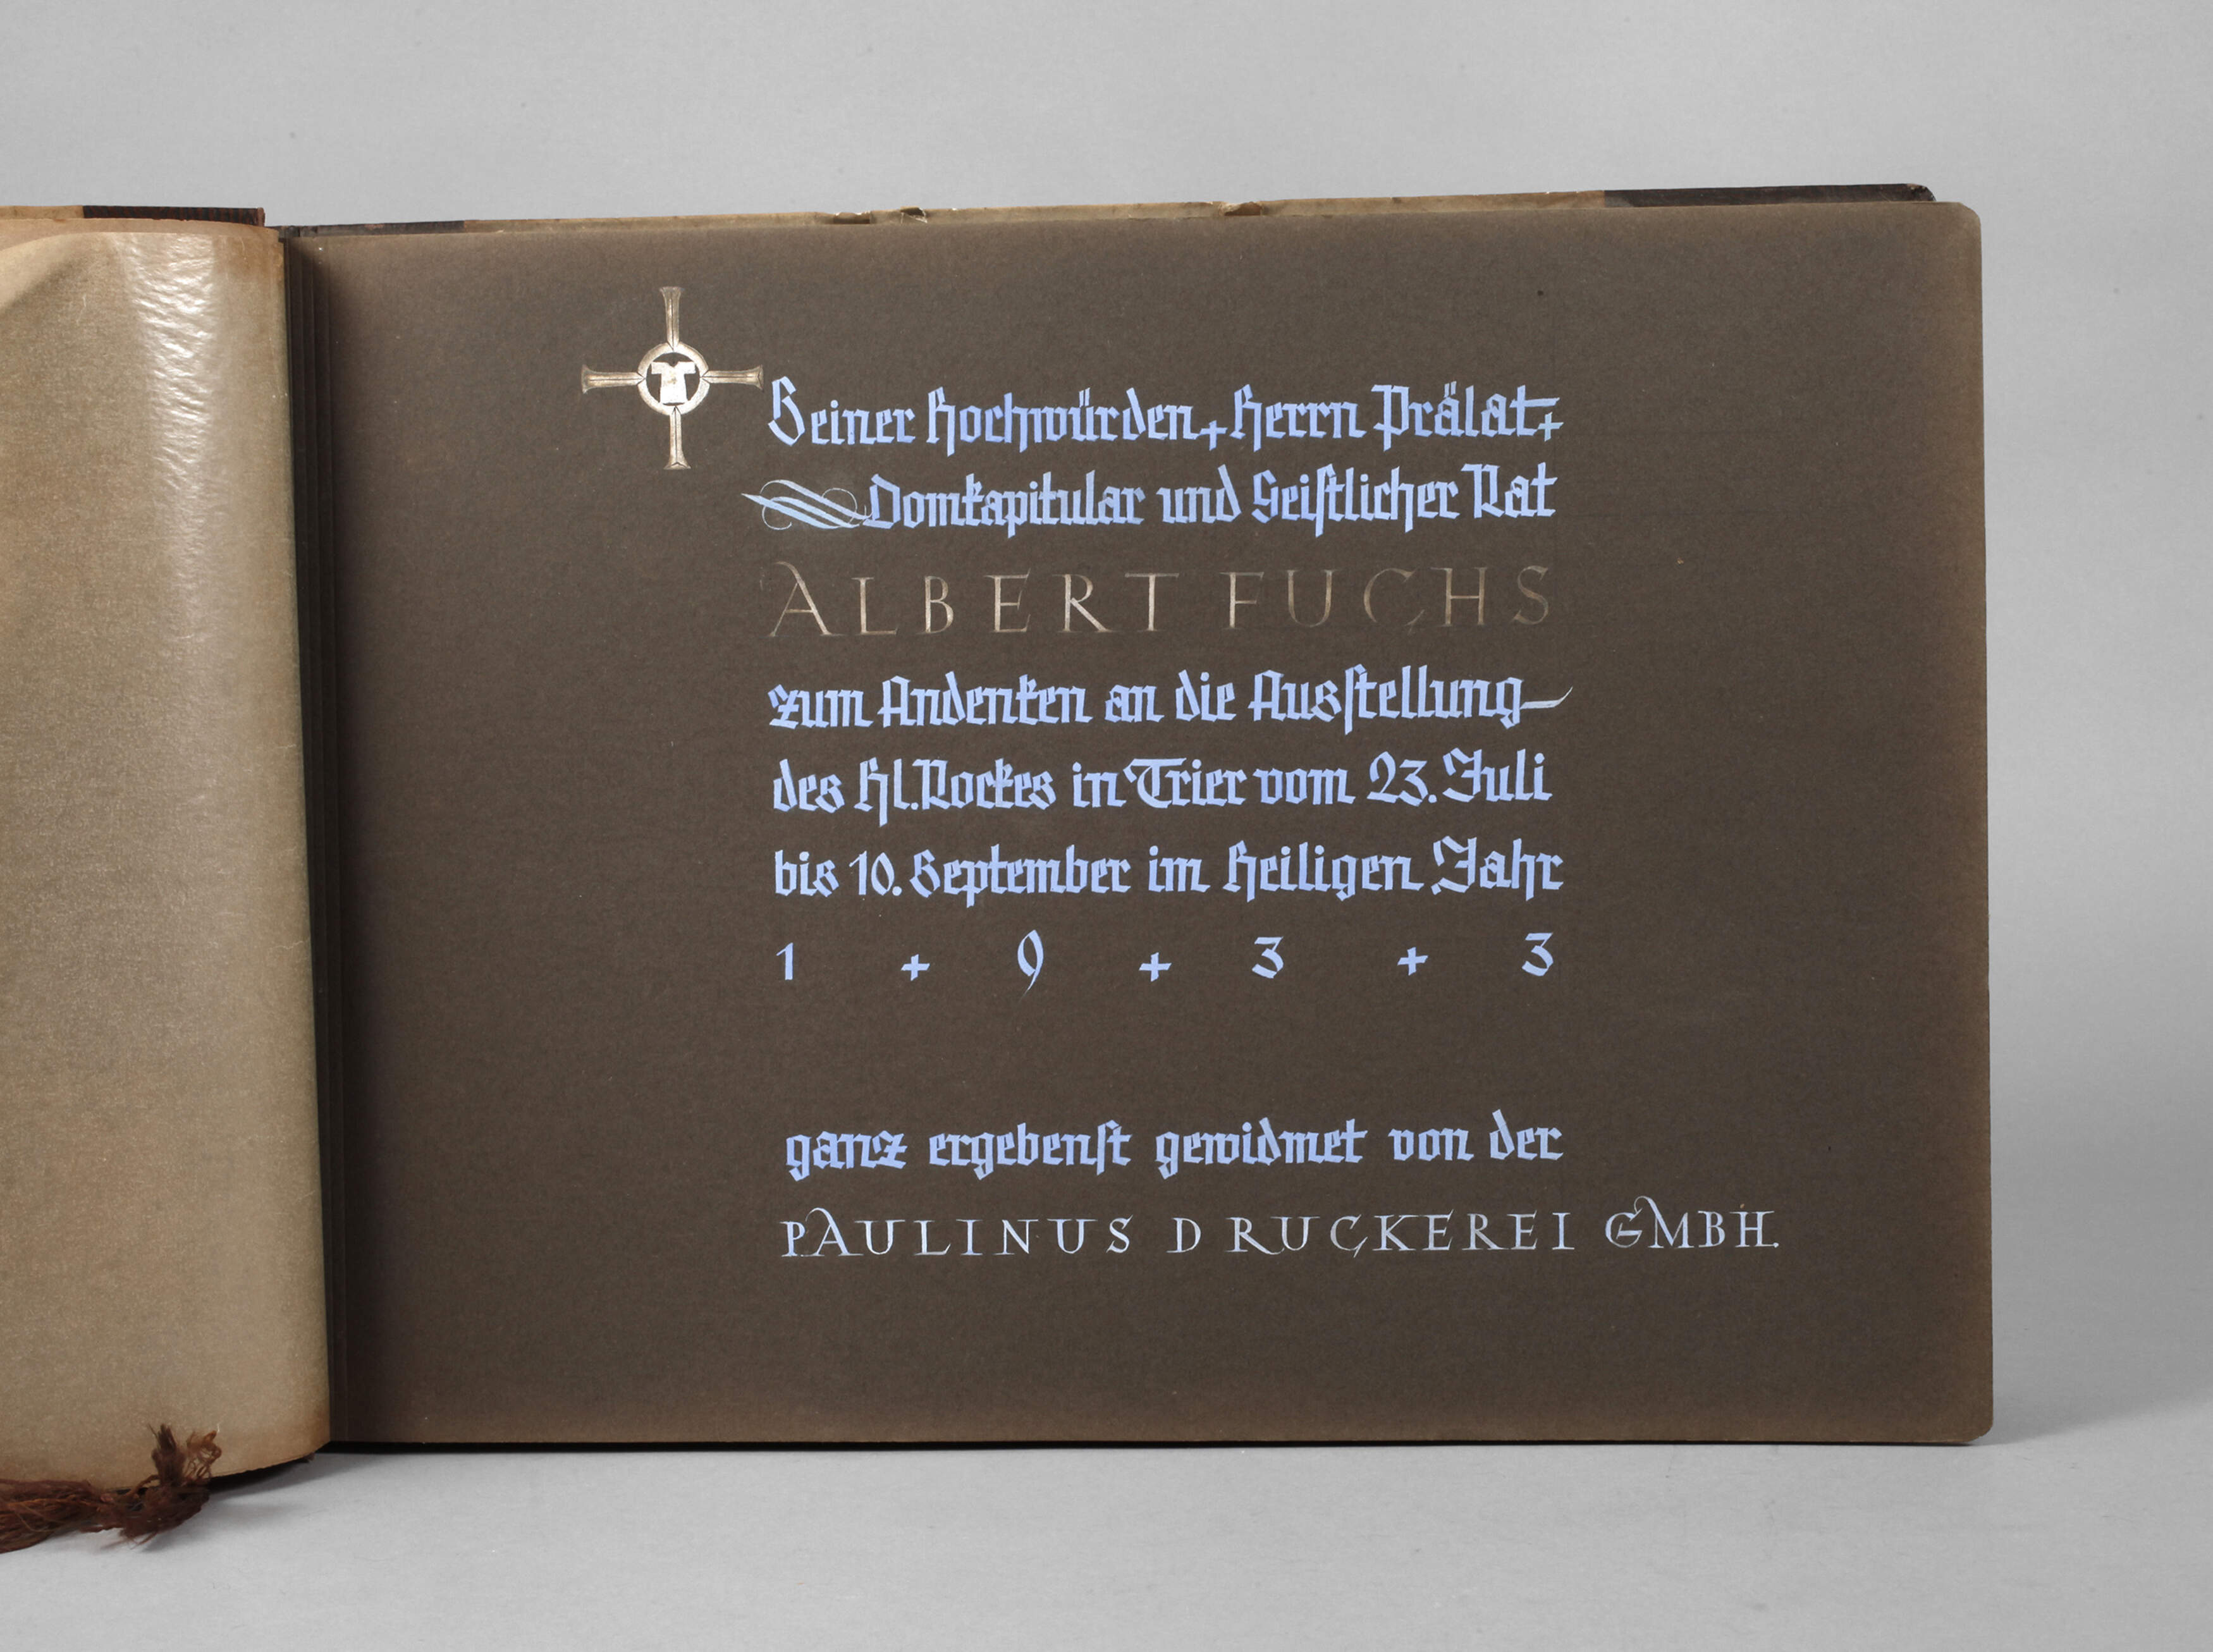 Seiner Hochwürden + Herrn Prälat +
Domkapitular und Geistlicher Rat
ALBERT FUCHS
zum Andenken an die Ausstellung
des Hl. Rockes in Trier vom 23. Juli
bis 10. September im Heiligen Jahr
1 + 9 + 3 + 3
ganz ergebenst gewidmet von der
PAULINUS DRUCKEREI GMBH.